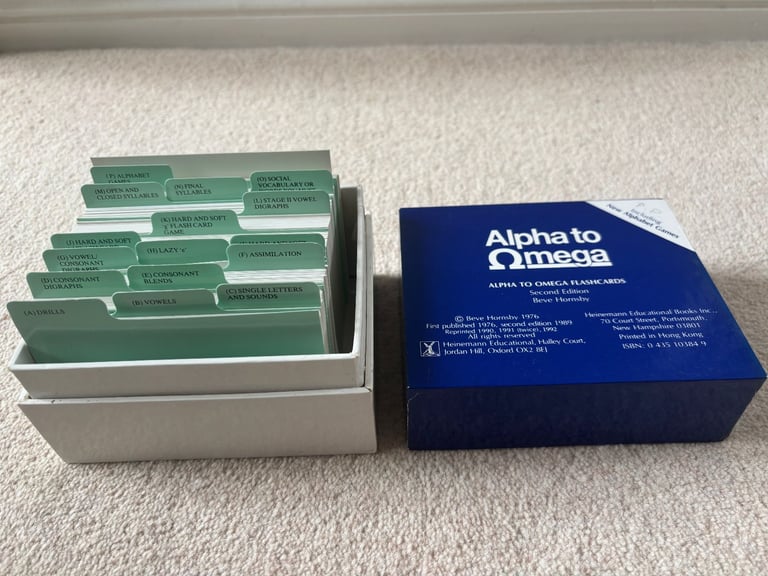 (P) ALPHABET
GAMES
(M) OPEN AND
CLOSED SYLLABLES
(N) FINAL
SYLLABLES
(O) SOCIAL
VOCABULARY OR
(L) STAGE II VOWEL
DIGRAPHS
(K) HARD AND SOFT
FLASH CARD
GAME
(J) HARD AND SOFT
(G) VOWEL/
CONSONANT
DIGRAPHS
(H) LAZY 'e'
(F) ASSIMILATION
(D) CONSONANT
DIGRAPHS
(E) CONSONANT
BLENDS
(C) SINGLE LETTERS
AND SOUNDS
(A) DRILLS
(B) VOWELS
Including
New Alphabet Games
Alpha to
Ωmega
ALPHA TO OMEGA FLASHCARDS
Second Edition
Beve Hornsby
© Beve Hornsby 1976
First published 1976, second edition 1989
Reprinted 1990, 1991 (twice), 1992
All rights reserved
Heinemann Educational, Halley Court,
Jordan Hill, Oxford OX2 8EJ
Heinemann Educational Books Inc.,
70 Court Street, Portsmouth,
New Hampshire 03801
Printed in Hong Kong
ISBN: 0 435 10384 9